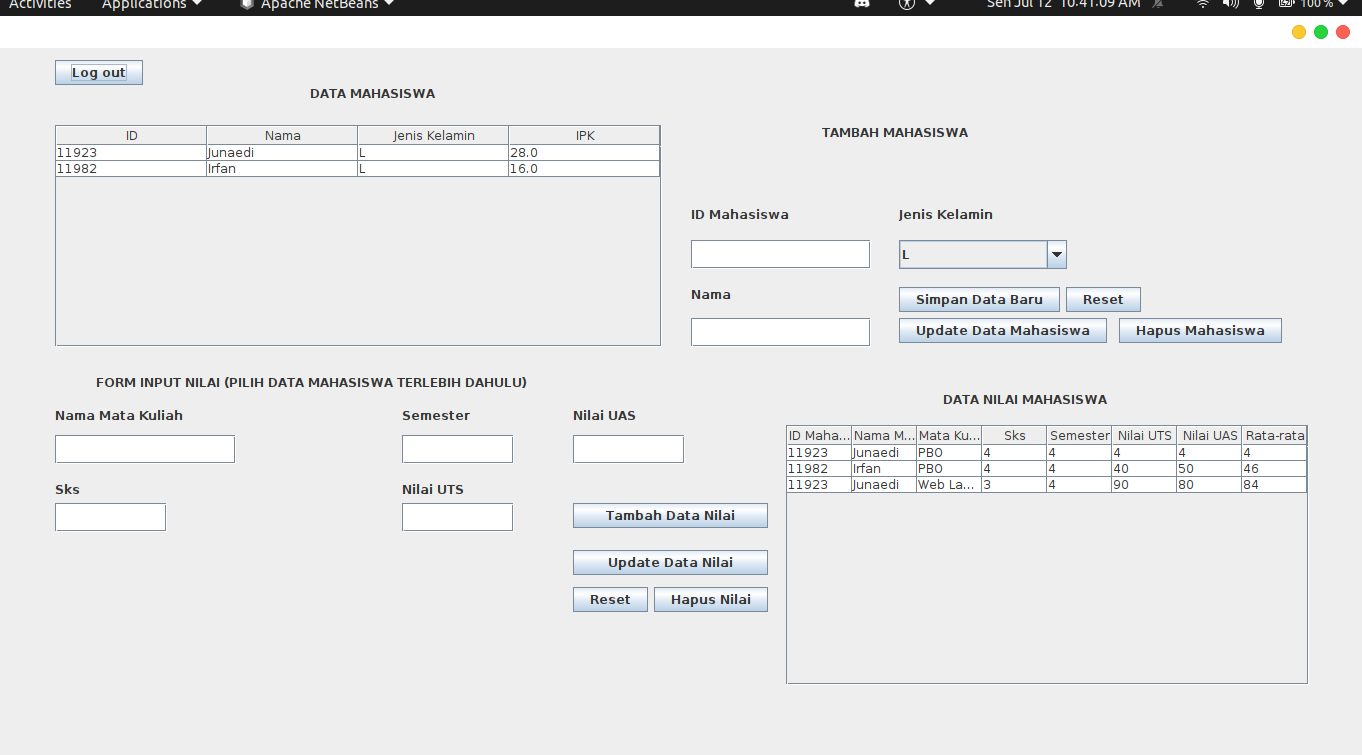 Activities Applications Apache NetBeans Sen Jul 12 10:41:09 AM 100 %
Log out
DATA MAHASISWA
ID Nama Jenis Kelamin IPK
11923 Junaedi L 28.0
11982 Irfan L 16.0
TAMBAH MAHASISWA
ID Mahasiswa Jenis Kelamin
L
Nama Simpan Data Baru Reset
Update Data Mahasiswa Hapus Mahasiswa
FORM INPUT NILAI (PILIH DATA MAHASISWA TERLEBIH DAHULU)
Nama Mata Kuliah Semester Nilai UAS
Sks Nilai UTS
Tambah Data Nilai
Update Data Nilai
Reset Hapus Nilai
DATA NILAI MAHASISWA
ID Maha... Nama M... Mata Ku... Sks Semester Nilai UTS Nilai UAS Rata-rata
11923 Junaedi PBO 4 4 4 4 4
11982 Irfan PBO 4 4 40 50 46
11923 Junaedi Web La... 3 4 90 80 84